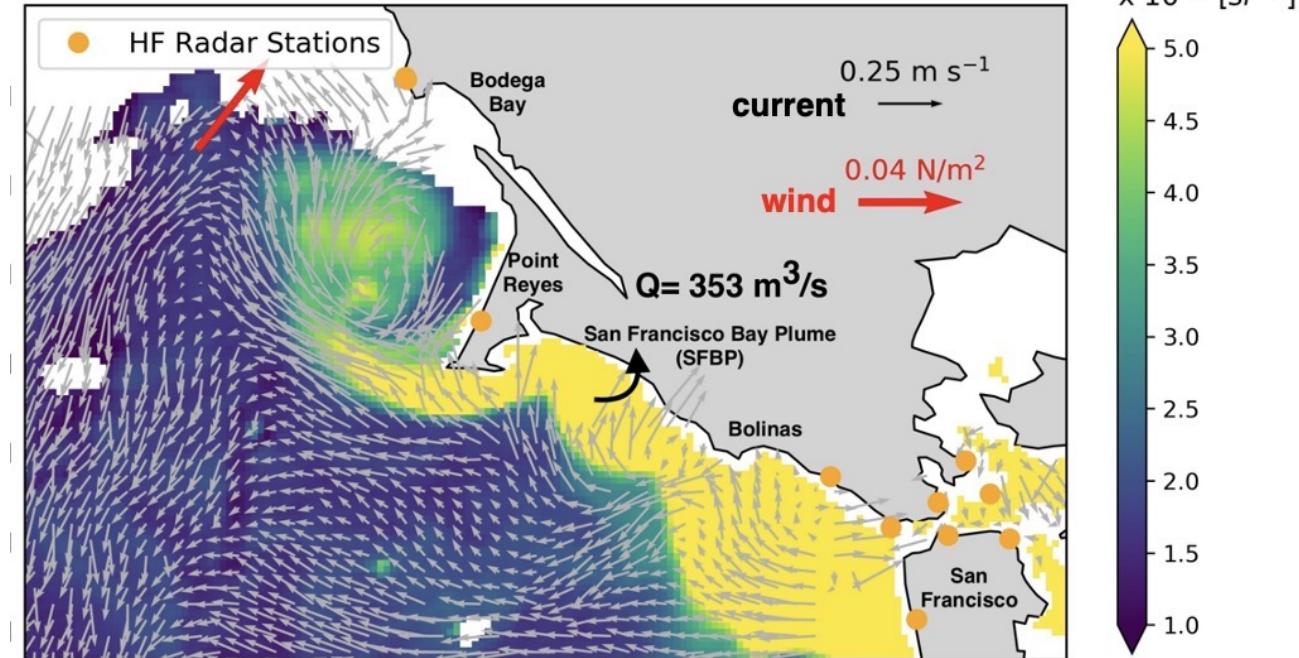 HF Radar Stations
Bodega
Bay
0.25 m s⁻¹
current
0.04 N/m²
wind
Point
Reyes
Q= 353 m³/s
San Francisco Bay Plume
(SFBP)
Bolinas
San
Francisco
5.0
4.5
4.0
3.5
3.0
2.5
2.0
1.5
1.0